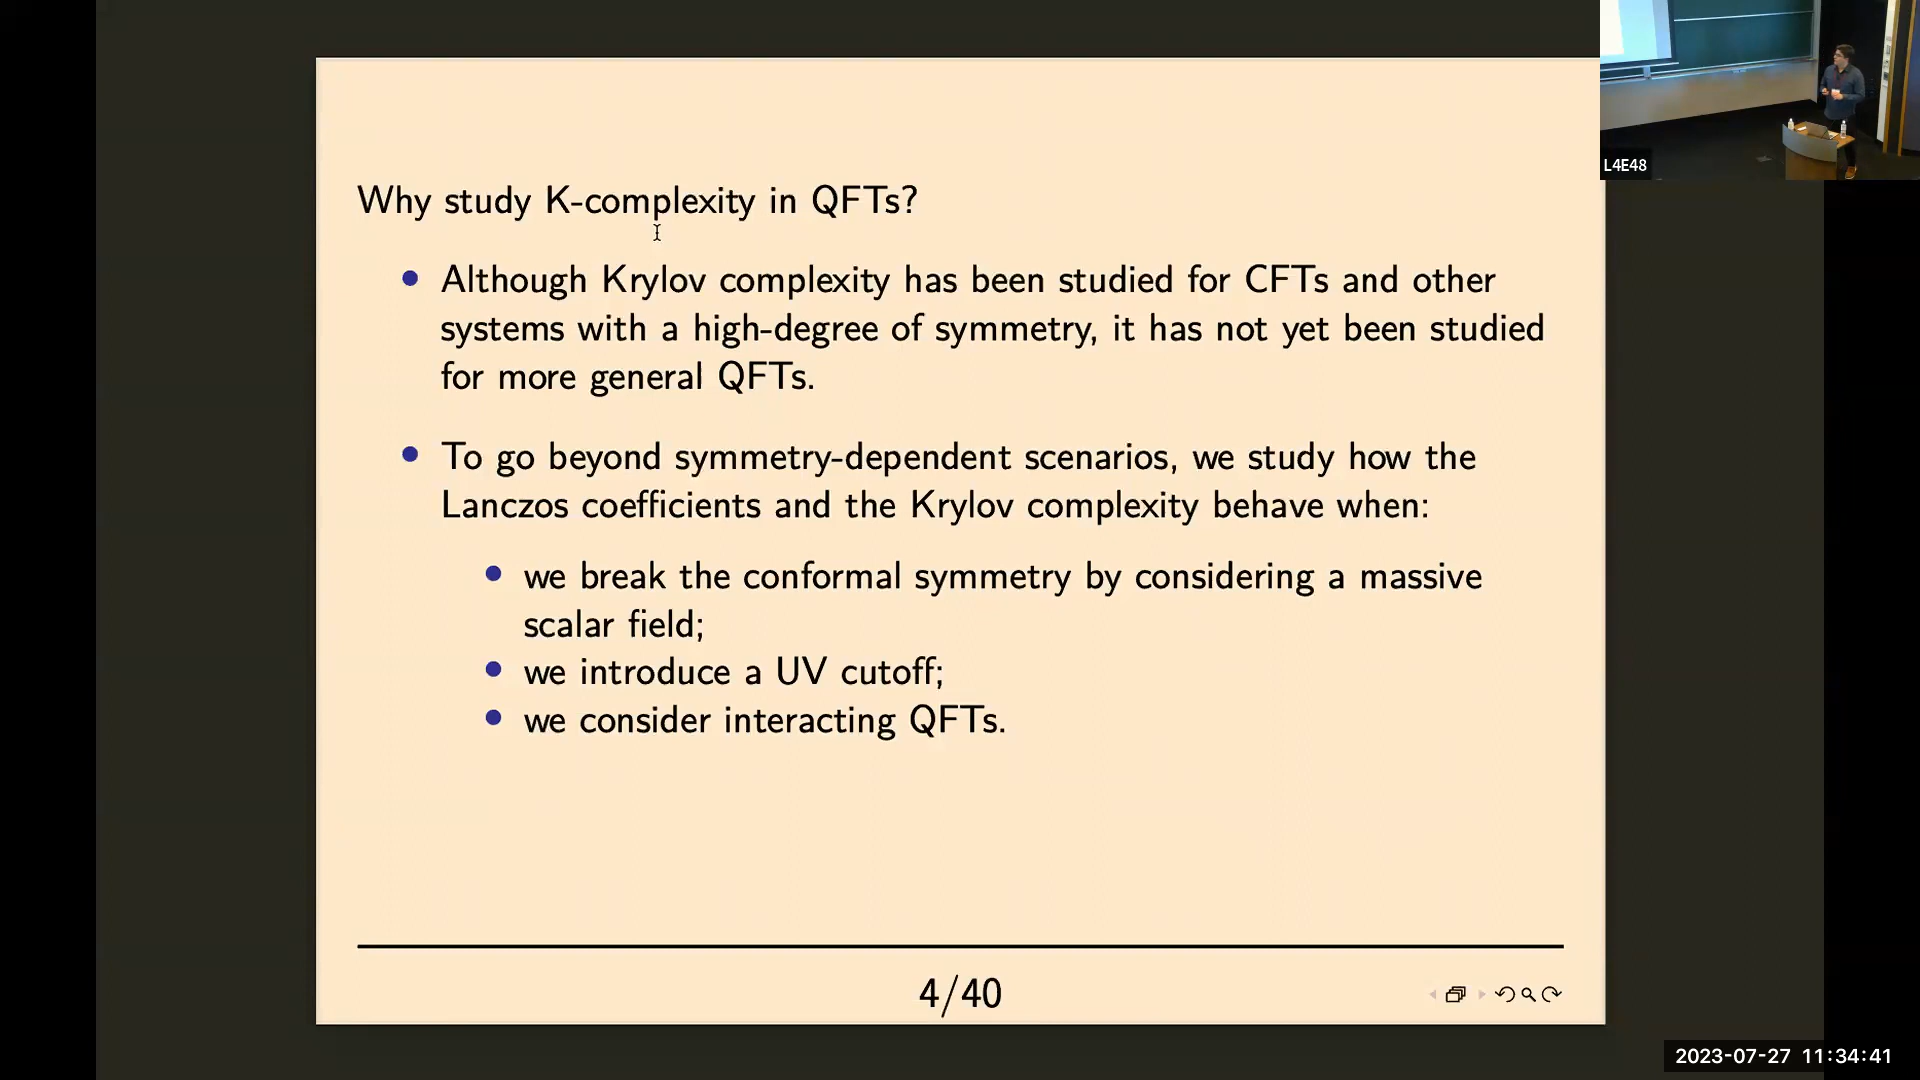 L4E48
Why study K-complexity in QFTs?
Although Krylov complexity has been studied for CFTs and other
systems with a high-degree of symmetry, it has not yet been studied
for more general QFTs.
To go beyond symmetry-dependent scenarios, we study how the
Lanczos coefficients and the Krylov complexity behave when:
we break the conformal symmetry by considering a massive
scalar field;
we introduce a UV cutoff;
we consider interacting QFTs.
4/40
2023-07-27 11:34:41